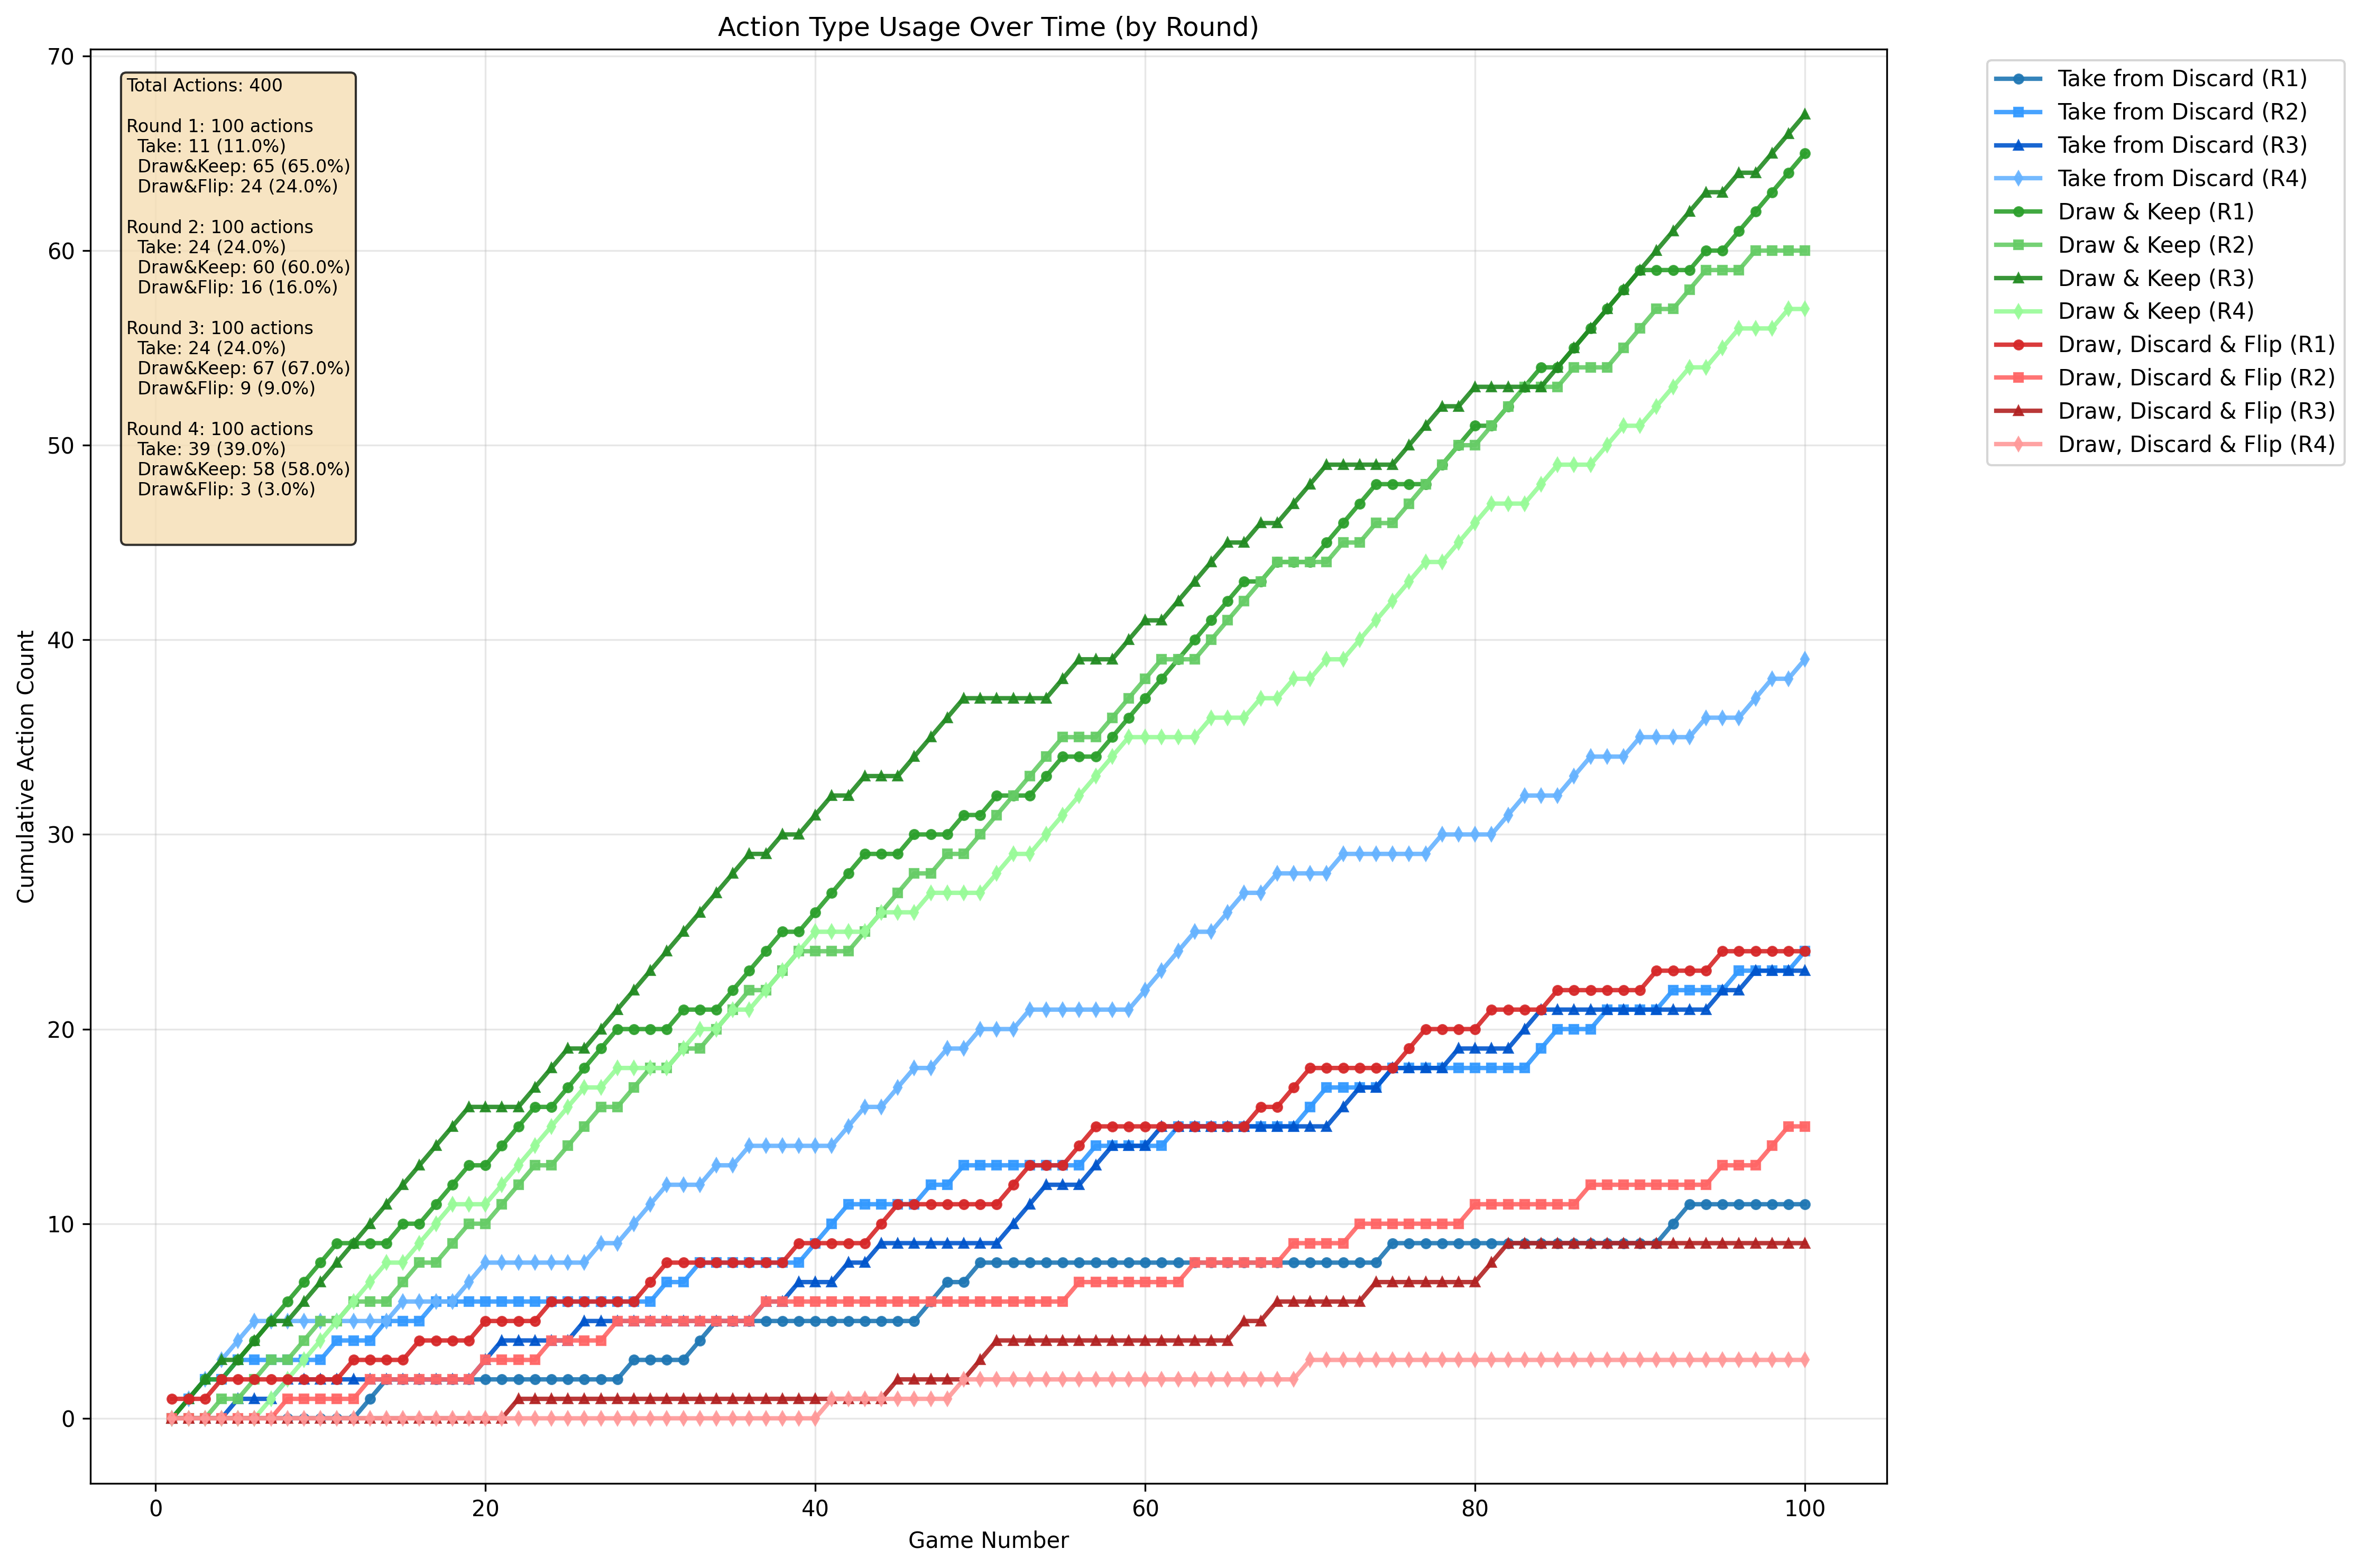 Action Type Usage Over Time (by Round)
70
60
50
40
30
20
10
0
Cumulative Action Count
Total Actions: 400
Round 1: 100 actions
Take: 11 (11.0%)
Draw&Keep: 65 (65.0%)
Draw&Flip: 24 (24.0%)
Round 2: 100 actions
Take: 24 (24.0%)
Draw&Keep: 60 (60.0%)
Draw&Flip: 16 (16.0%)
Round 3: 100 actions
Take: 24 (24.0%)
Draw&Keep: 67 (67.0%)
Draw&Flip: 9 (9.0%)
Round 4: 100 actions
Take: 39 (39.0%)
Draw&Keep: 58 (58.0%)
Draw&Flip: 3 (3.0%)
Take from Discard (R1)
Take from Discard (R2)
Take from Discard (R3)
Take from Discard (R4)
Draw & Keep (R1)
Draw & Keep (R2)
Draw & Keep (R3)
Draw & Keep (R4)
Draw, Discard & Flip (R1)
Draw, Discard & Flip (R2)
Draw, Discard & Flip (R3)
Draw, Discard & Flip (R4)
0 20 40 60 80 100
Game Number